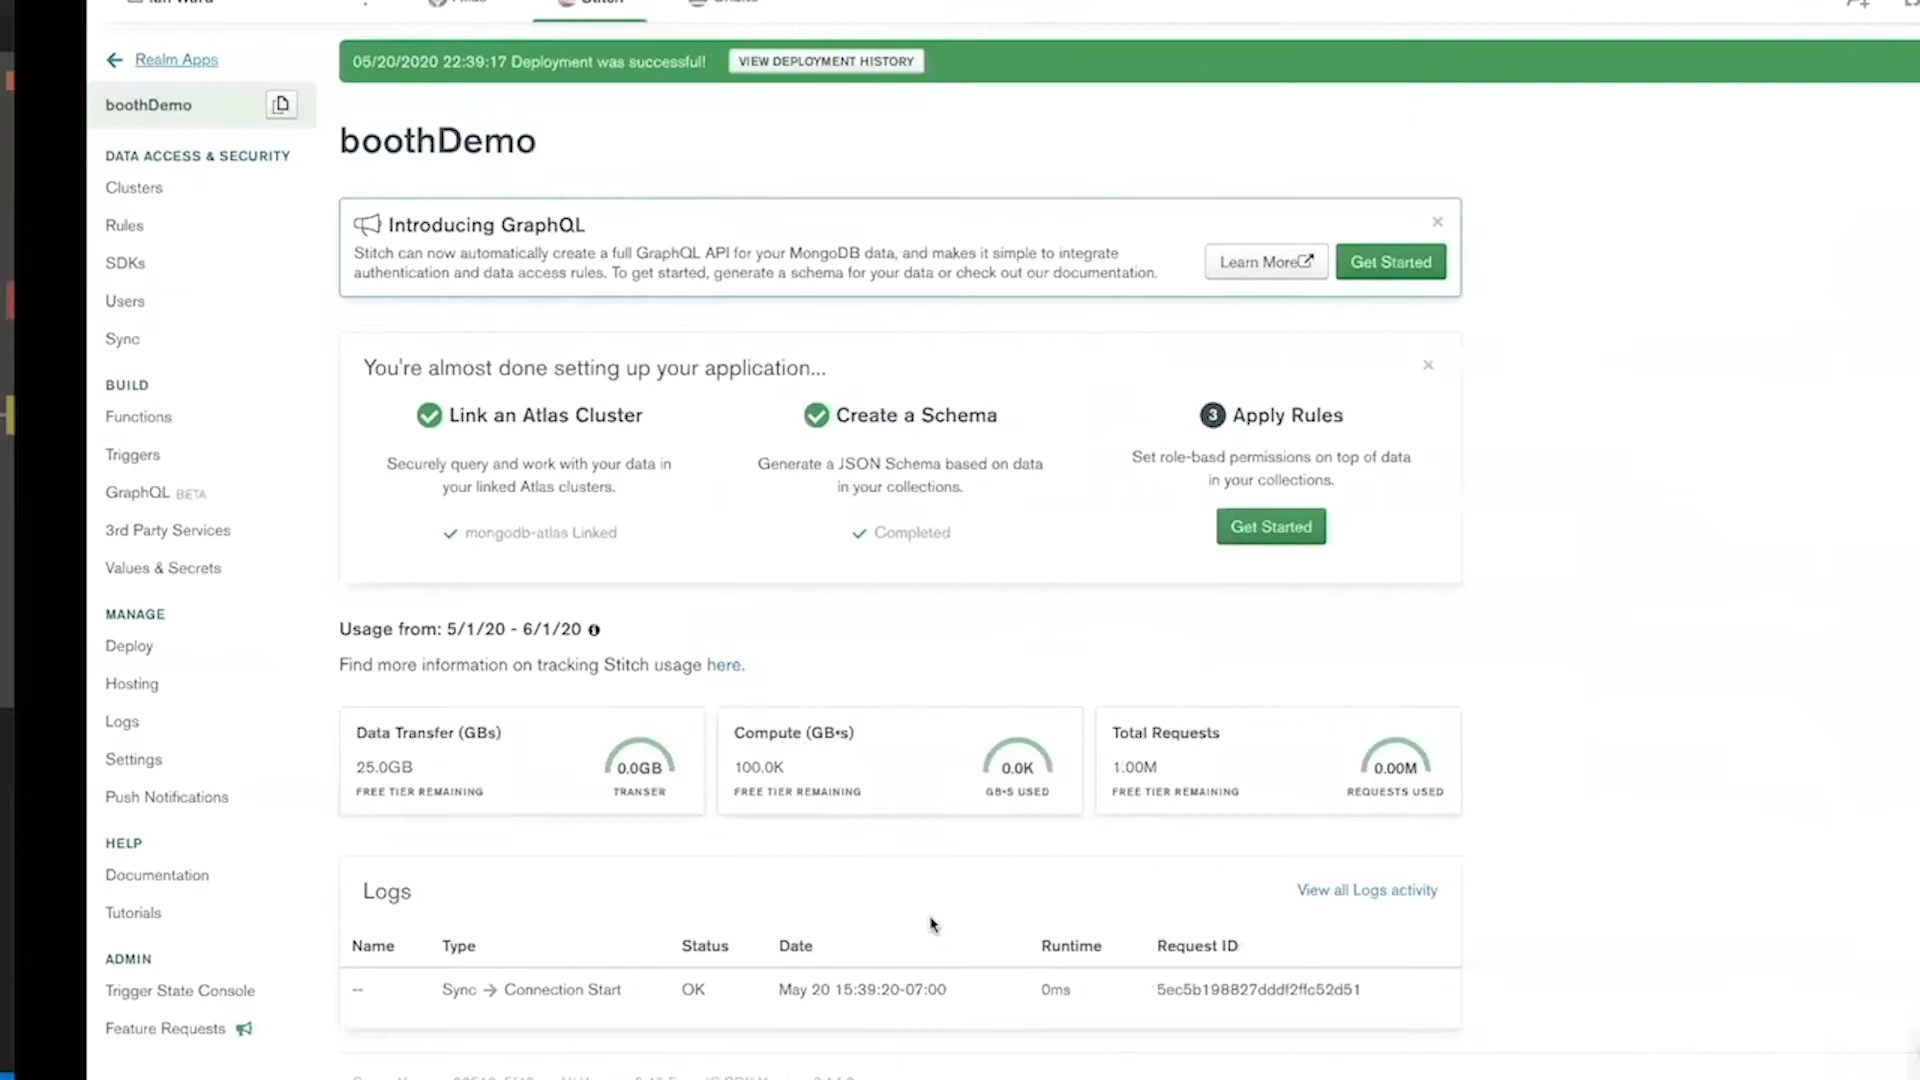 Realm Apps
05/20/2020 22:39:17 Deployment was successful!
VIEW DEPLOYMENT HISTORY
boothDemo
boothDemo
DATA ACCESS & SECURITY
Clusters
Rules
SDKs
Users
Sync
BUILD
Functions
Triggers
GraphQL BETA
3rd Party Services
Values & Secrets
MANAGE
Deploy
Hosting
Logs
Settings
Push Notifications
HELP
Documentation
Tutorials
ADMIN
Trigger State Console
Feature Requests
Introducing GraphQL
Stitch can now automatically create a full GraphQL API for your MongoDB data, and makes it simple to integrate
authentication and data access rules. To get started, generate a schema for your data or check out our documentation.
Learn More
Get Started
You're almost done setting up your application...
Link an Atlas Cluster
Securely query and work with your data in
your linked Atlas clusters.
mongodb-atlas Linked
Create a Schema
Generate a JSON Schema based on data
in your collections.
Completed
3 Apply Rules
Set role-basd permissions on top of data
in your collections.
Get Started
Usage from: 5/1/20 - 6/1/20
Find more information on tracking Stitch usage here.
Data Transfer (GBs)
25.0GB
FREE TIER REMAINING
0.0GB
TRANSER
Compute (GB•s)
100.0K
FREE TIER REMAINING
0.0K
GB•S USED
Total Requests
1.00M
FREE TIER REMAINING
0.00M
REQUESTS USED
Logs
View all Logs activity
Name Type Status Date Runtime Request ID
-- Sync → Connection Start OK May 20 15:39:20-07:00 0ms 5ec5b198827dddf2ffc52d51